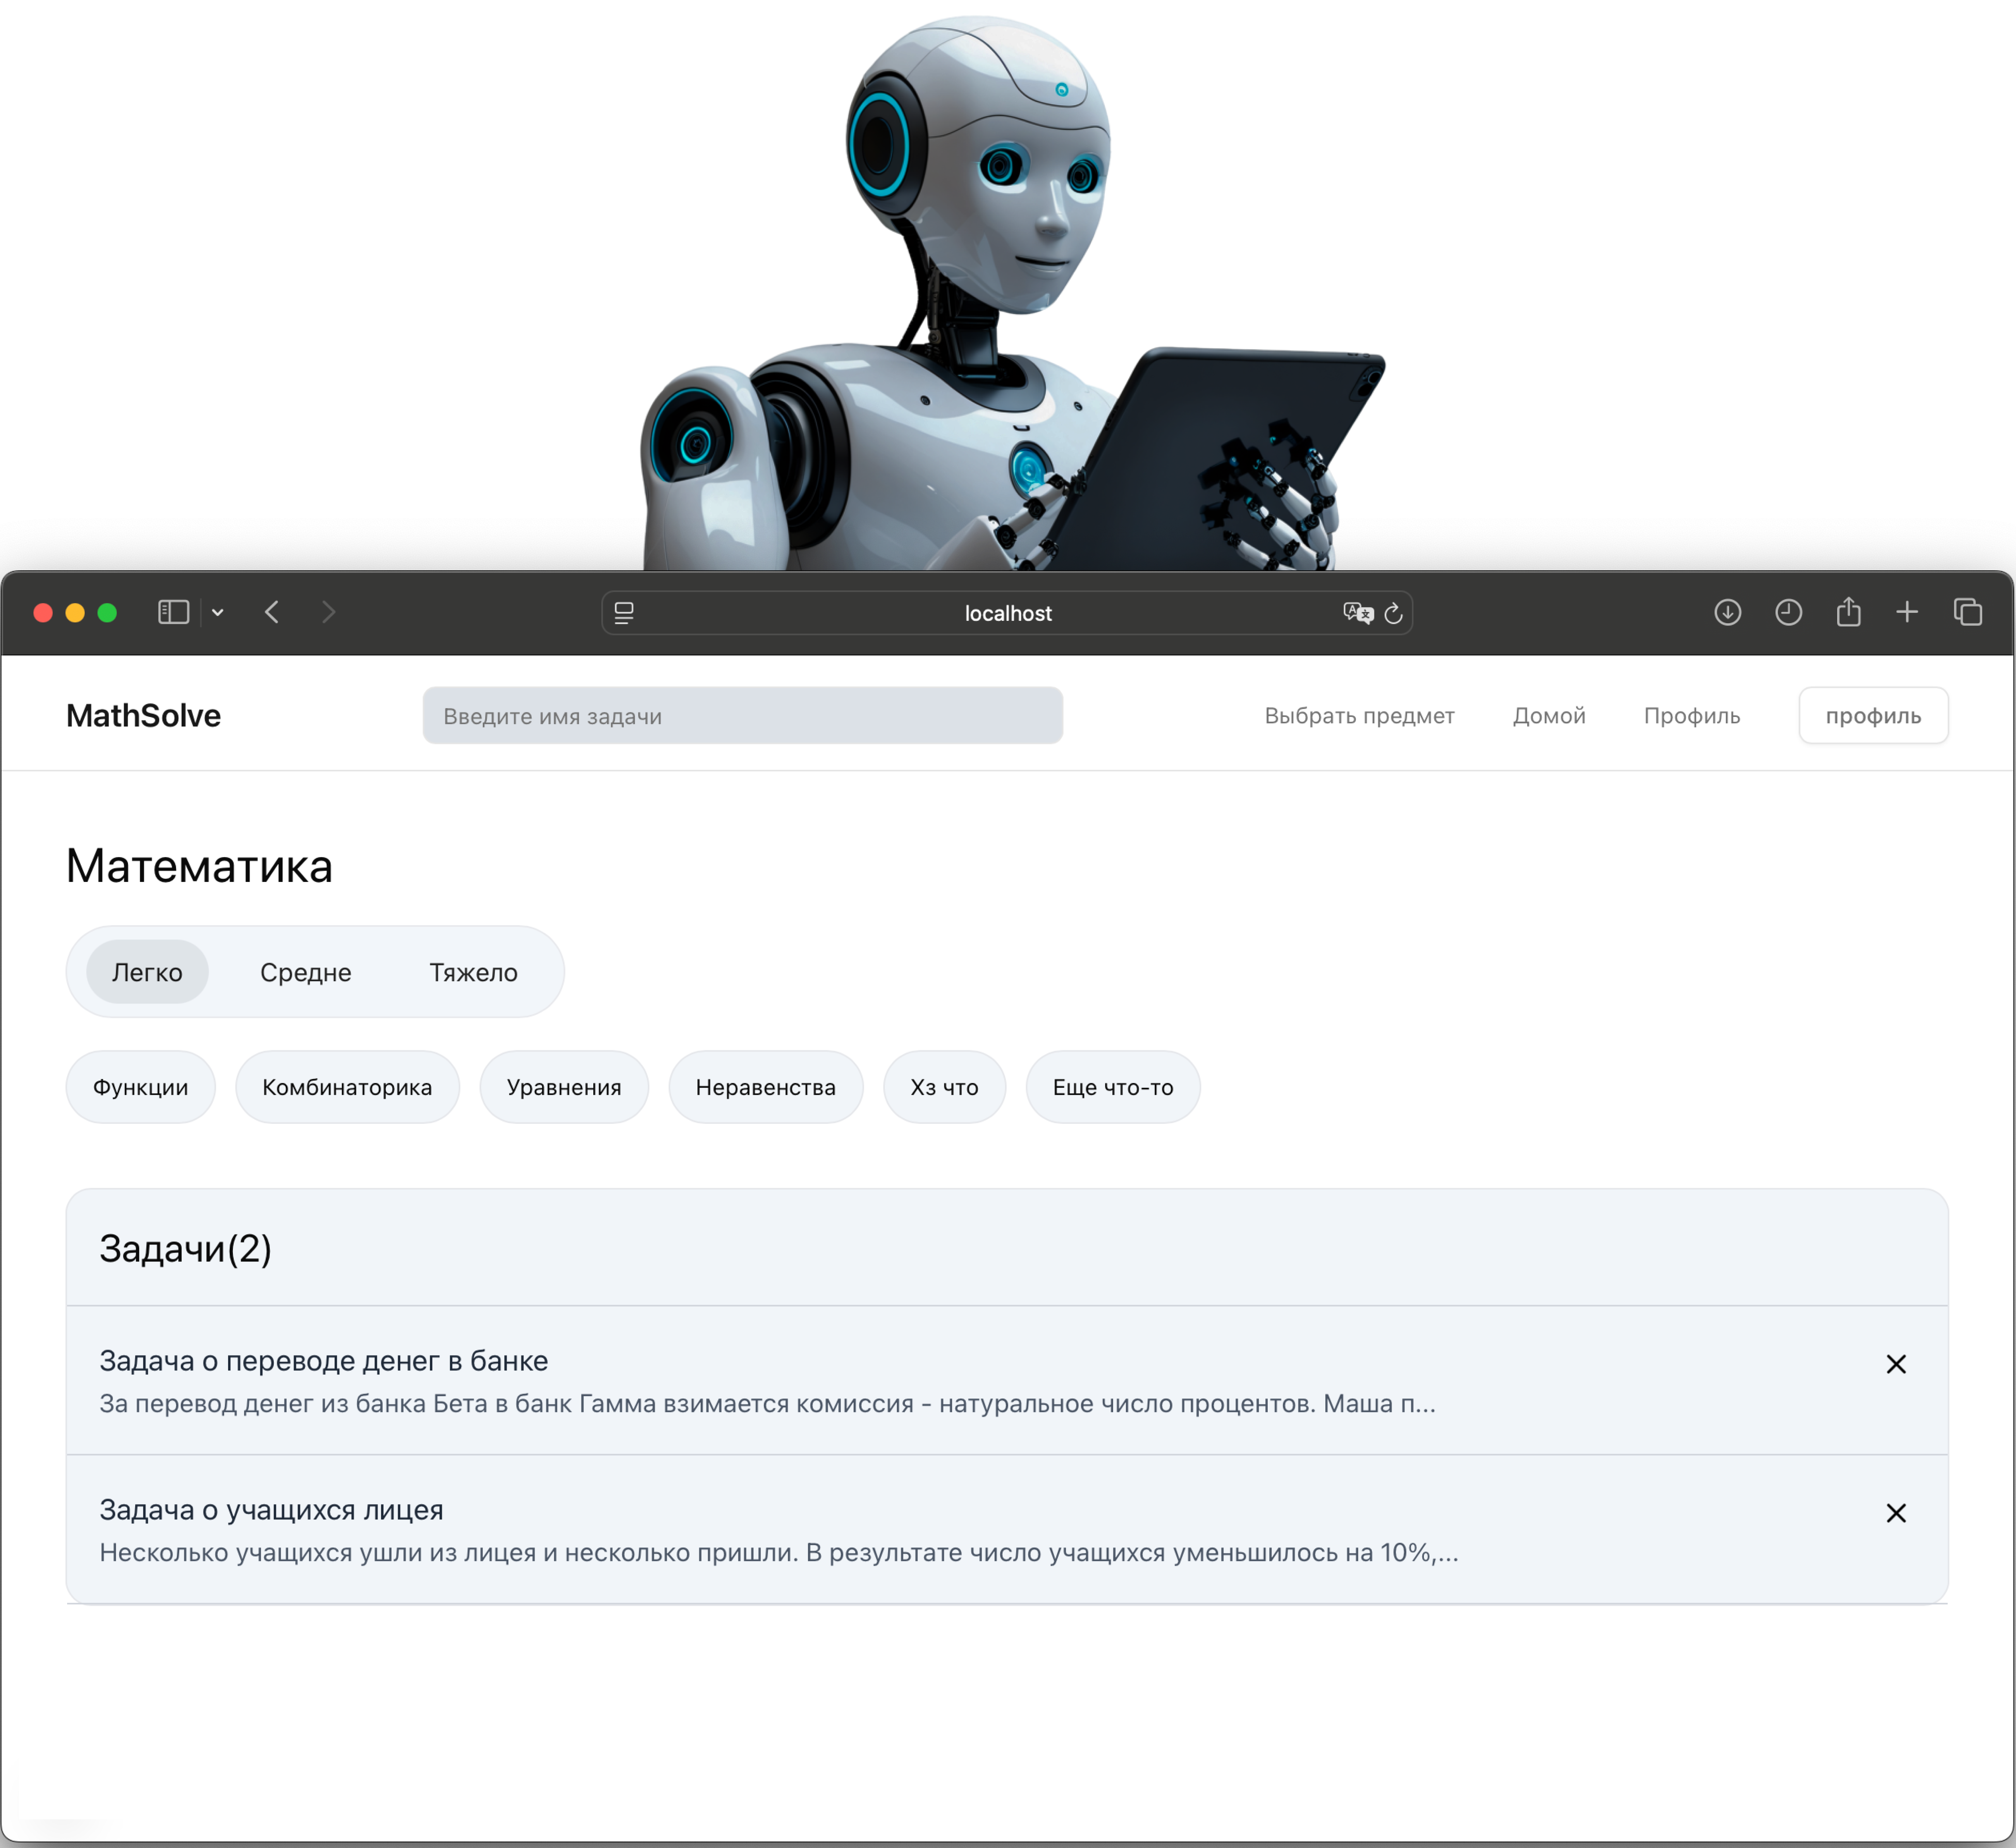 localhost
MathSolve
Введите имя задачи
Выбрать предмет
Домой
Профиль
профиль
Математика
Легко
Средне
Тяжело
Функции
Комбинаторика
Уравнения
Неравенства
Хз что
Еще что-то
Задачи(2)
Задача о переводе денег в банке
За перевод денег из банка Бета в банк Гамма взимается комиссия - натуральное число процентов. Маша п...
Задача о учащихся лицея
Несколько учащихся ушли из лицея и несколько пришли. В результате число учащихся уменьшилось на 10%,...